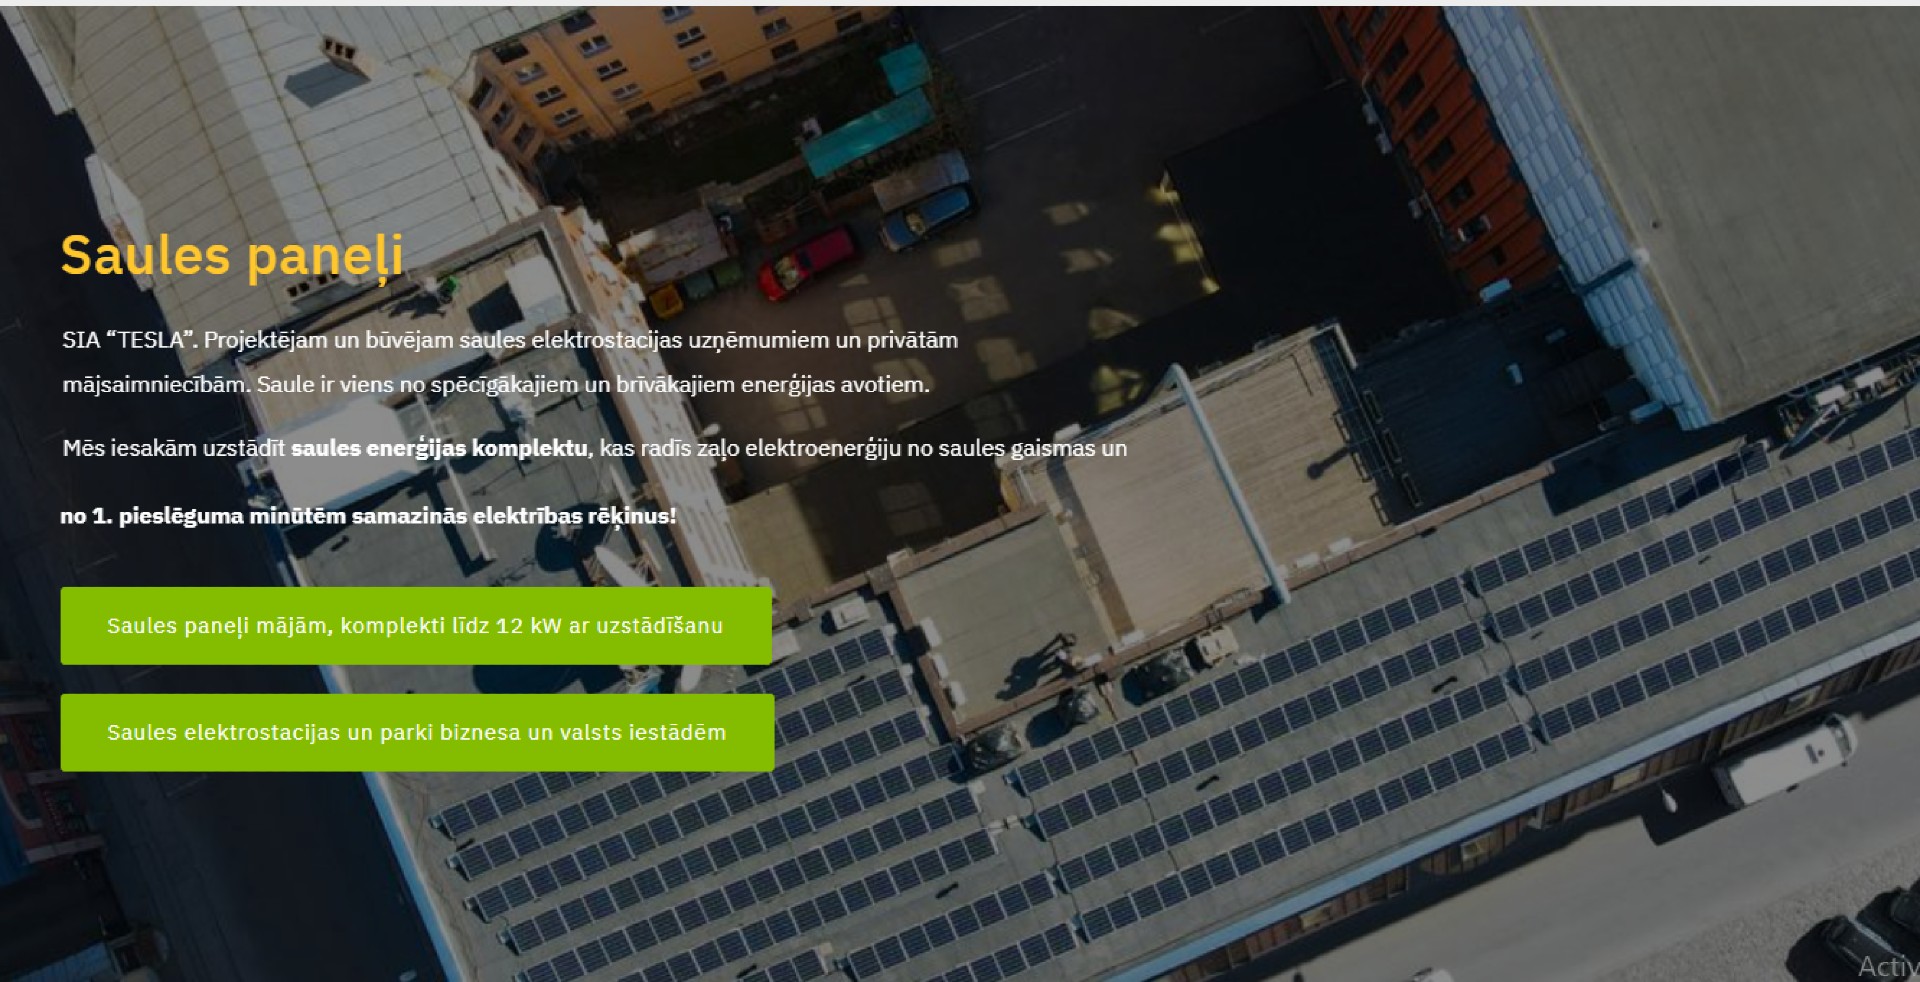 Saules paneļi
SIA “TESLA”. Projektējam un būvējam saules elektrostacijas uzņēmumiem un privātām
mājsaimniecībām. Saule ir viens no spēcīgākajiem un brīvākajiem enerģijas avotiem.
Mēs iesakām uzstādīt saules enerģijas komplektu, kas radīs zaļo elektroenerģiju no saules gaismas un
no 1. pieslēguma minūtēm samazinās elektrības rēķinus!
Saules paneļi mājām, komplekti līdz 12 kW ar uzstādīšanu
Saules elektrostacijas un parki biznesa un valsts iestādēm
Activ